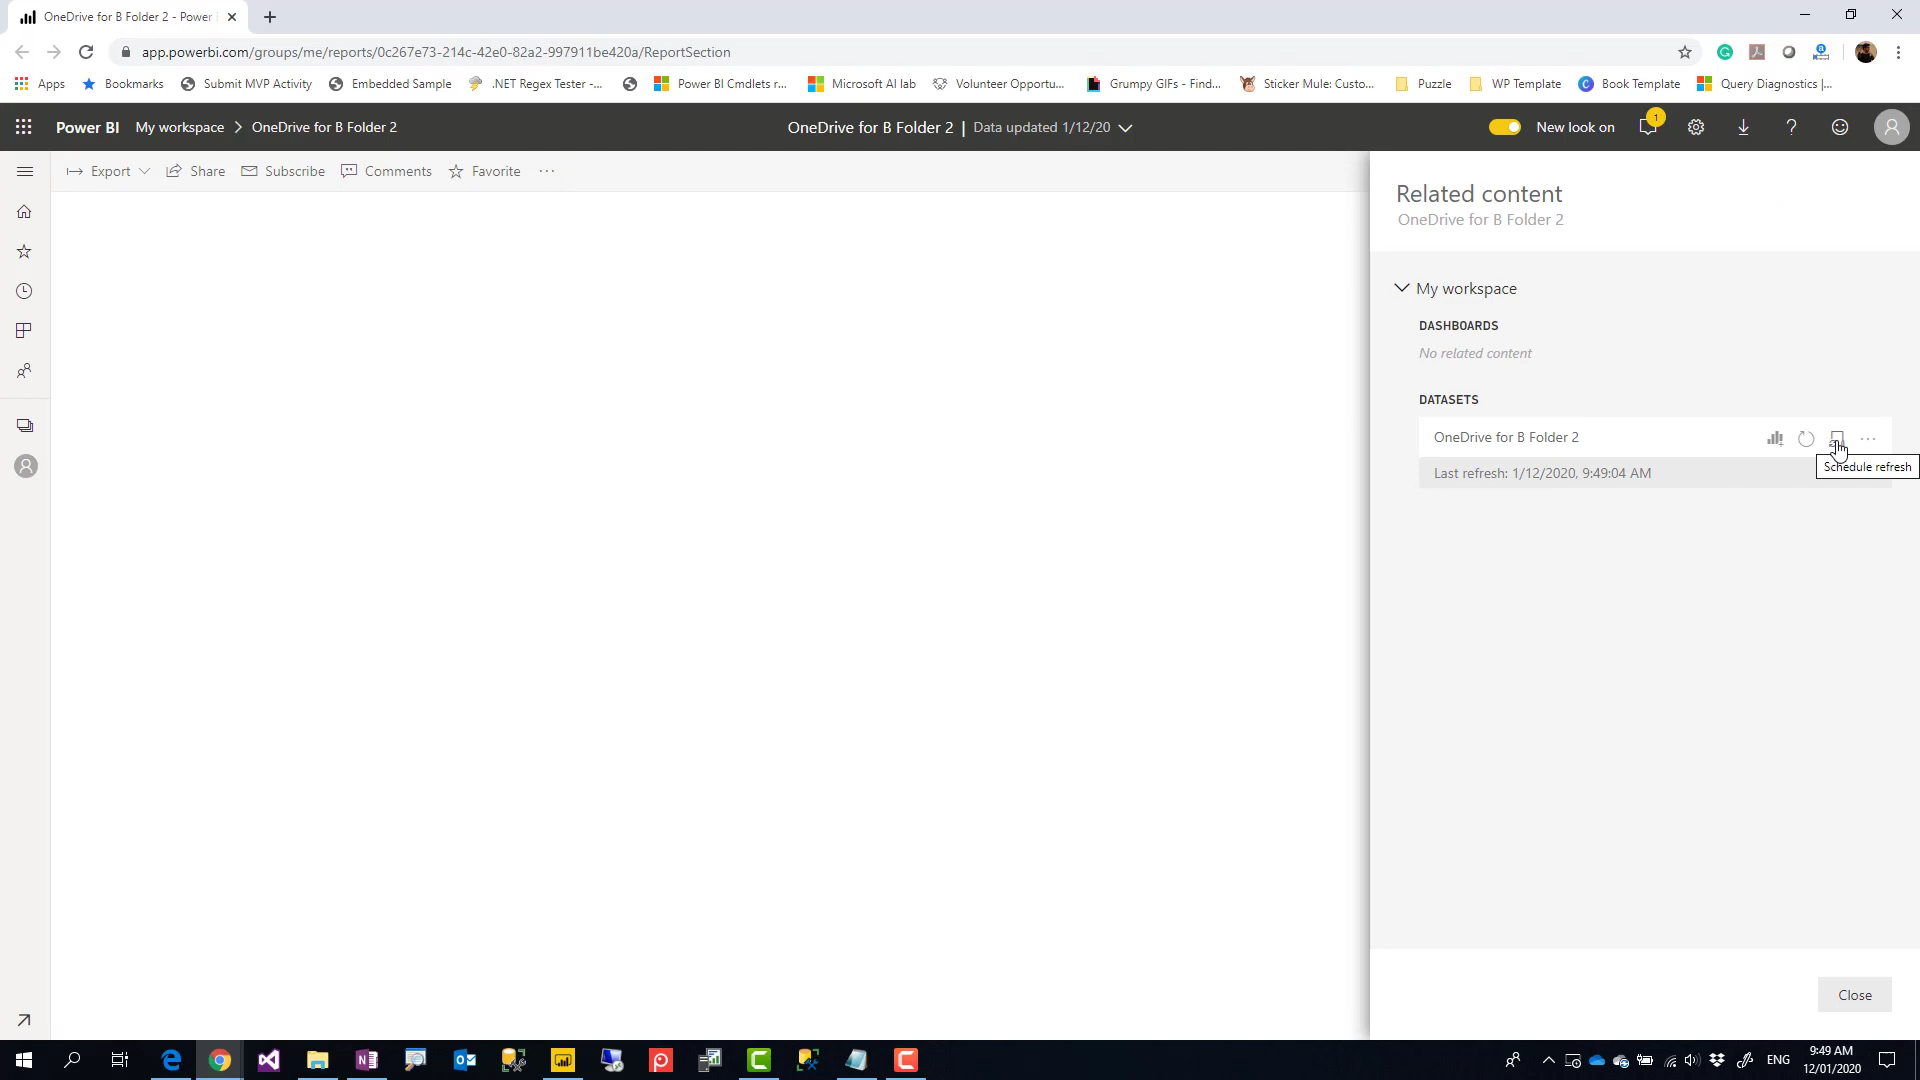 OneDrive for B Folder 2 - Power
app.powerbi.com/groups/me/reports/0c267e73-214c-42e0-82a2-997911be420a/ReportSection
Apps Bookmarks Submit MVP Activity Embedded Sample .NET Regex Tester -... Power BI Cmdlets r... Microsoft AI lab Volunteer Opportu... Grumpy GIFs - Find... Sticker Mule: Custo... Puzzle WP Template Book Template Query Diagnostics |...
Power BI My workspace > OneDrive for B Folder 2 OneDrive for B Folder 2 | Data updated 1/12/20 New look on 1
Export Share Subscribe Comments Favorite ...
Related content
OneDrive for B Folder 2
My workspace
DASHBOARDS
No related content
DATASETS
OneDrive for B Folder 2
Schedule refresh
Last refresh: 1/12/2020, 9:49:04 AM
Close
ENG 9:49 AM
12/01/2020